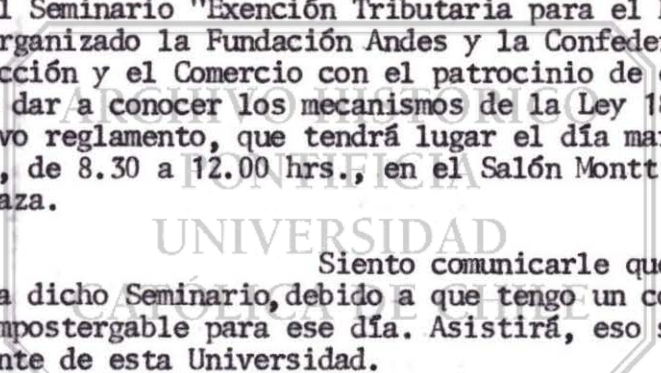 l Seminario "Exención Tributaria para el
rganizado la Fundación Andes y la Confede
cción y el Comercio con el patrocinio de
dar a conocer los mecanismos de la Ley 1
vo reglamento, que tendrá lugar el día ma
, de 8.30 a 12.00 hrs., en el Salón Montt
aza.
Siento comunicarle qu
a dicho Seminario, debido a que tengo un c
mpostergable para ese día. Asistirá, eso s
nte de esta Universidad.
ARCHIVO HISTÓRICO
PONTIFICIA
UNIVERSIDAD
CATÓLICA DE CHILE